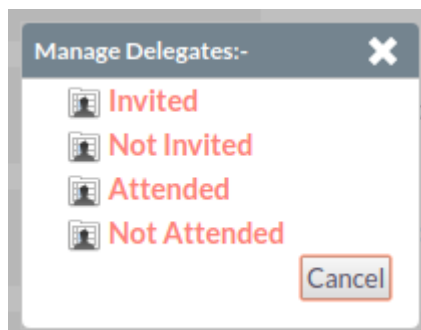 Manage Delegates:-
Invited
Not Invited
Attended
Not Attended
Cancel